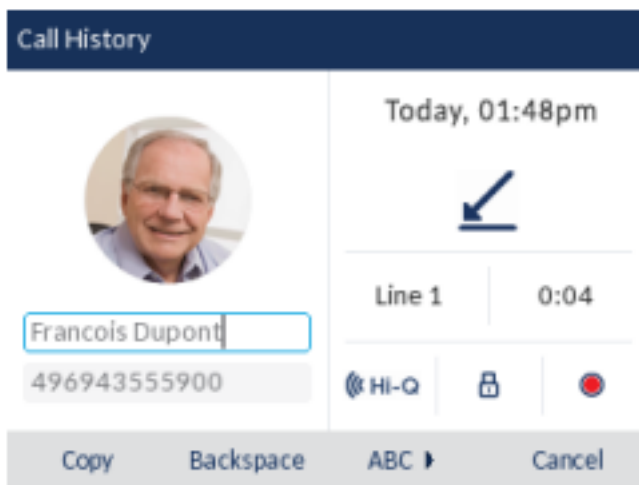 Call History
Today, 01:48pm
Line 1 0:04
Francois Dupont
496943555900
Hi-Q
Copy Backspace ABC Cancel